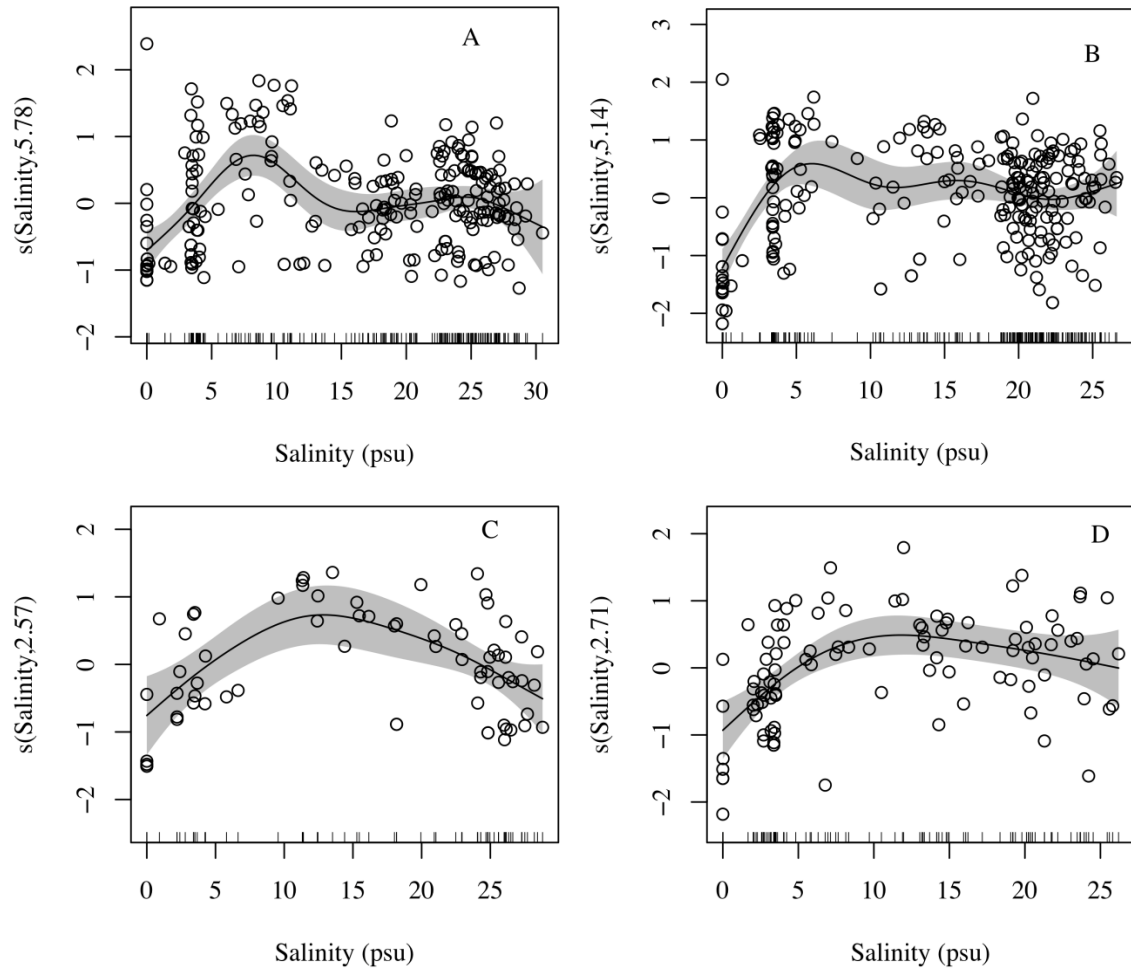 A
s(Salinity,5.78)
2
1
0
−1
−2
0 5 10 15 20 25 30
Salinity (psu)
B
s(Salinity,5.14)
3
2
1
0
−1
−2
0 5 10 15 20 25
Salinity (psu)
C
s(Salinity,2.57)
2
1
0
−1
−2
0 5 10 15 20 25
Salinity (psu)
D
s(Salinity,2.71)
2
1
0
−1
−2
0 5 10 15 20 25
Salinity (psu)